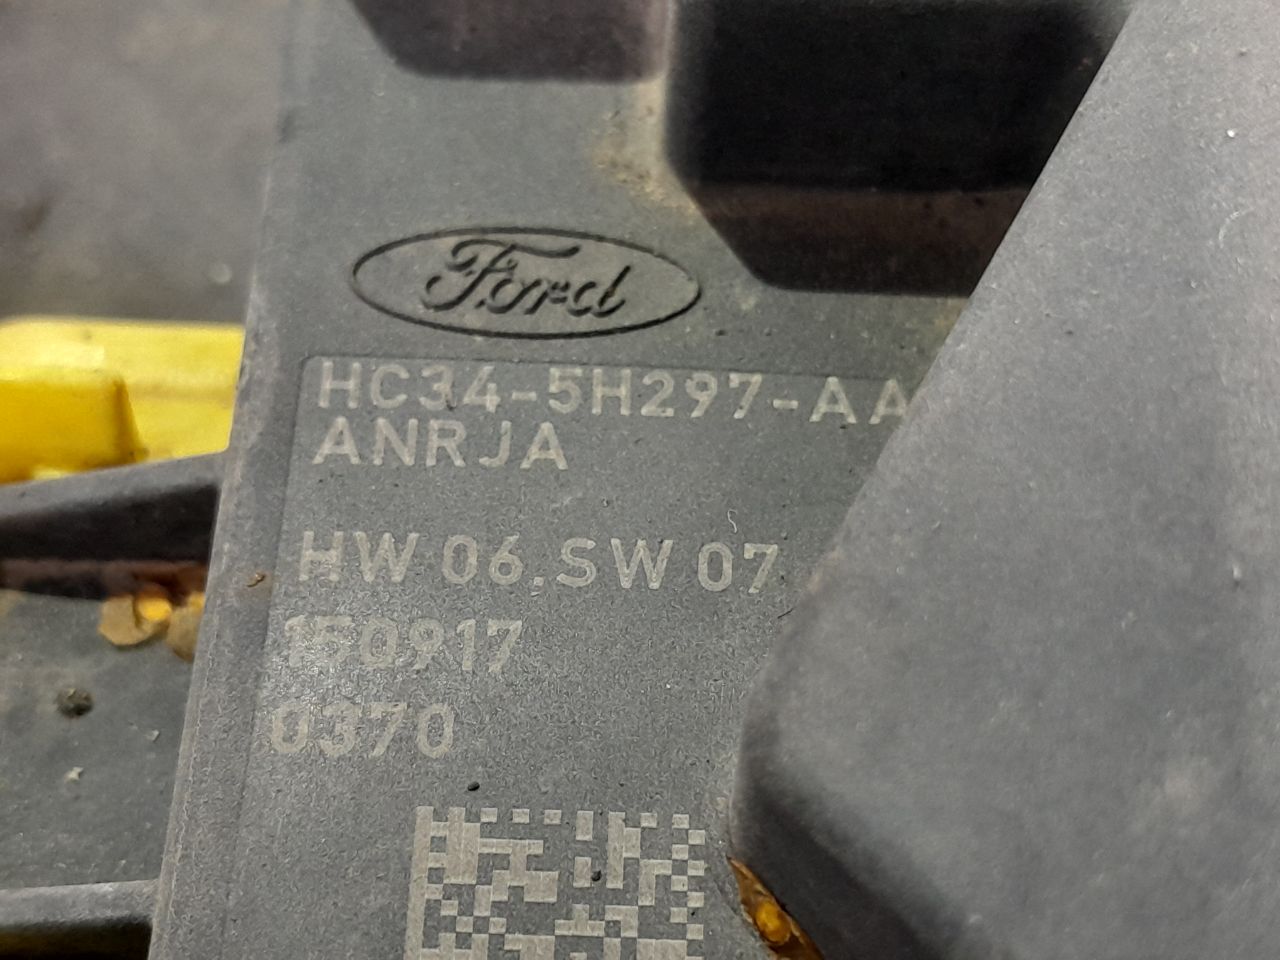 Ford
HC34-5H297-AA
ANRJA
HW 06.SW 07
150917
0370